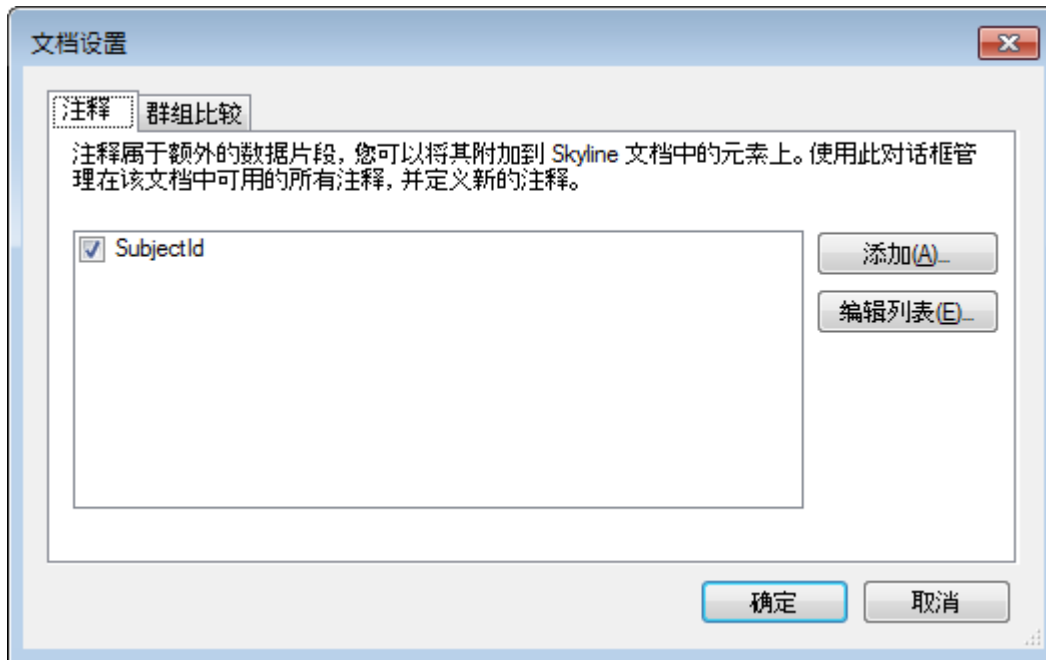 文档设置
注释
群组比较
注释属于额外的数据片段，您可以将其附加到 Skyline 文档中的元素上。使用此对话框管
理在该文档中可用的所有注释，并定义新的注释。
SubjectId
添加(A)...
编辑列表(E)...
确定
取消